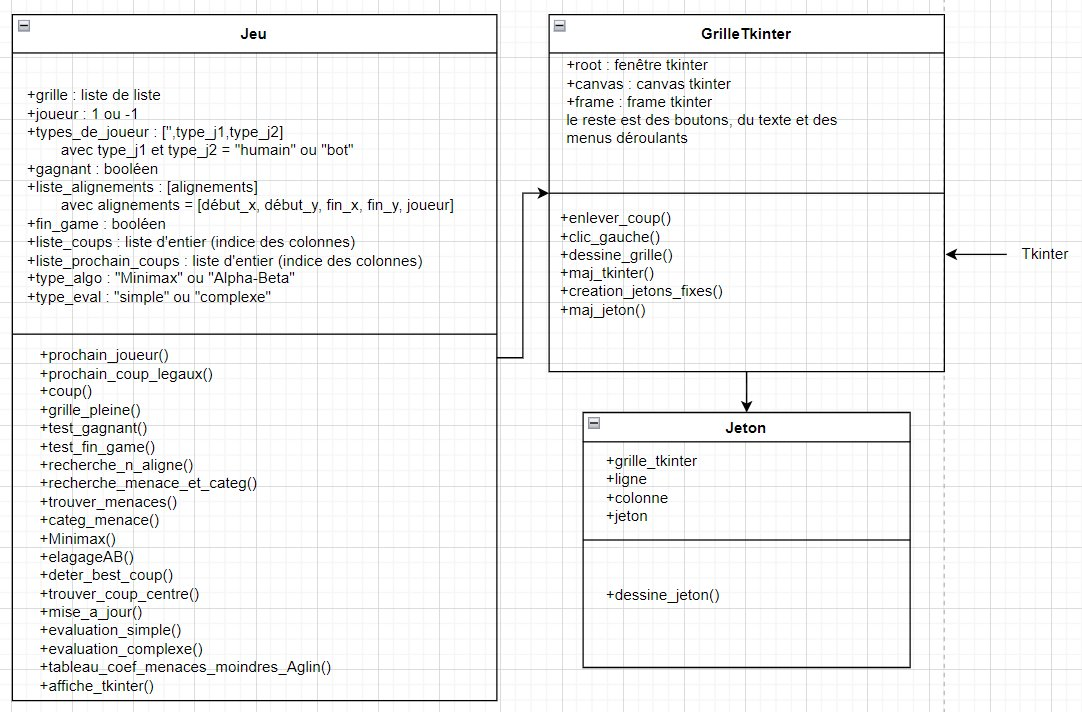 Jeu
+grille : liste de liste
+joueur : 1 ou -1
+types_de_joueur : ['',type_j1,type_j2]
avec type_j1 et type_j2 = "humain" ou "bot"
+gagnant : booléen
+liste_alignements : [alignements]
avec alignements = [début_x, début_y, fin_x, fin_y, joueur]
+fin_game : booléen
+liste_coups : liste d'entier (indice des colonnes)
+liste_prochain_coups : liste d'entier (indice des colonnes)
+type_algo : "Minimax" ou "Alpha-Beta"
+type_eval : "simple" ou "complexe"
+prochain_joueur()
+prochain_coup_legaux()
+coup()
+grille_pleine()
+test_gagnant()
+test_fin_game()
+recherche_n_aligne()
+recherche_menace_et_categ()
+trouver_menaces()
+categ_menace()
+Minimax()
+elagageAB()
+deter_best_coup()
+trouver_coup_centre()
+mise_a_jour()
+evaluation_simple()
+evaluation_complexe()
+tableau_coef_menaces_moindres_Aglin()
+affiche_tkinter()
GrilleTkinter
+root : fenêtre tkinter
+canvas : canvas tkinter
+frame : frame tkinter
le reste est des boutons, du texte et des
menus déroulants
+enlever_coup()
+clic_gauche()
+dessine_grille()
+maj_tkinter()
+creation_jetons_fixes()
+maj_jeton()
Tkinter
Jeton
+grille_tkinter
+ligne
+colonne
+jeton
+dessine_jeton()